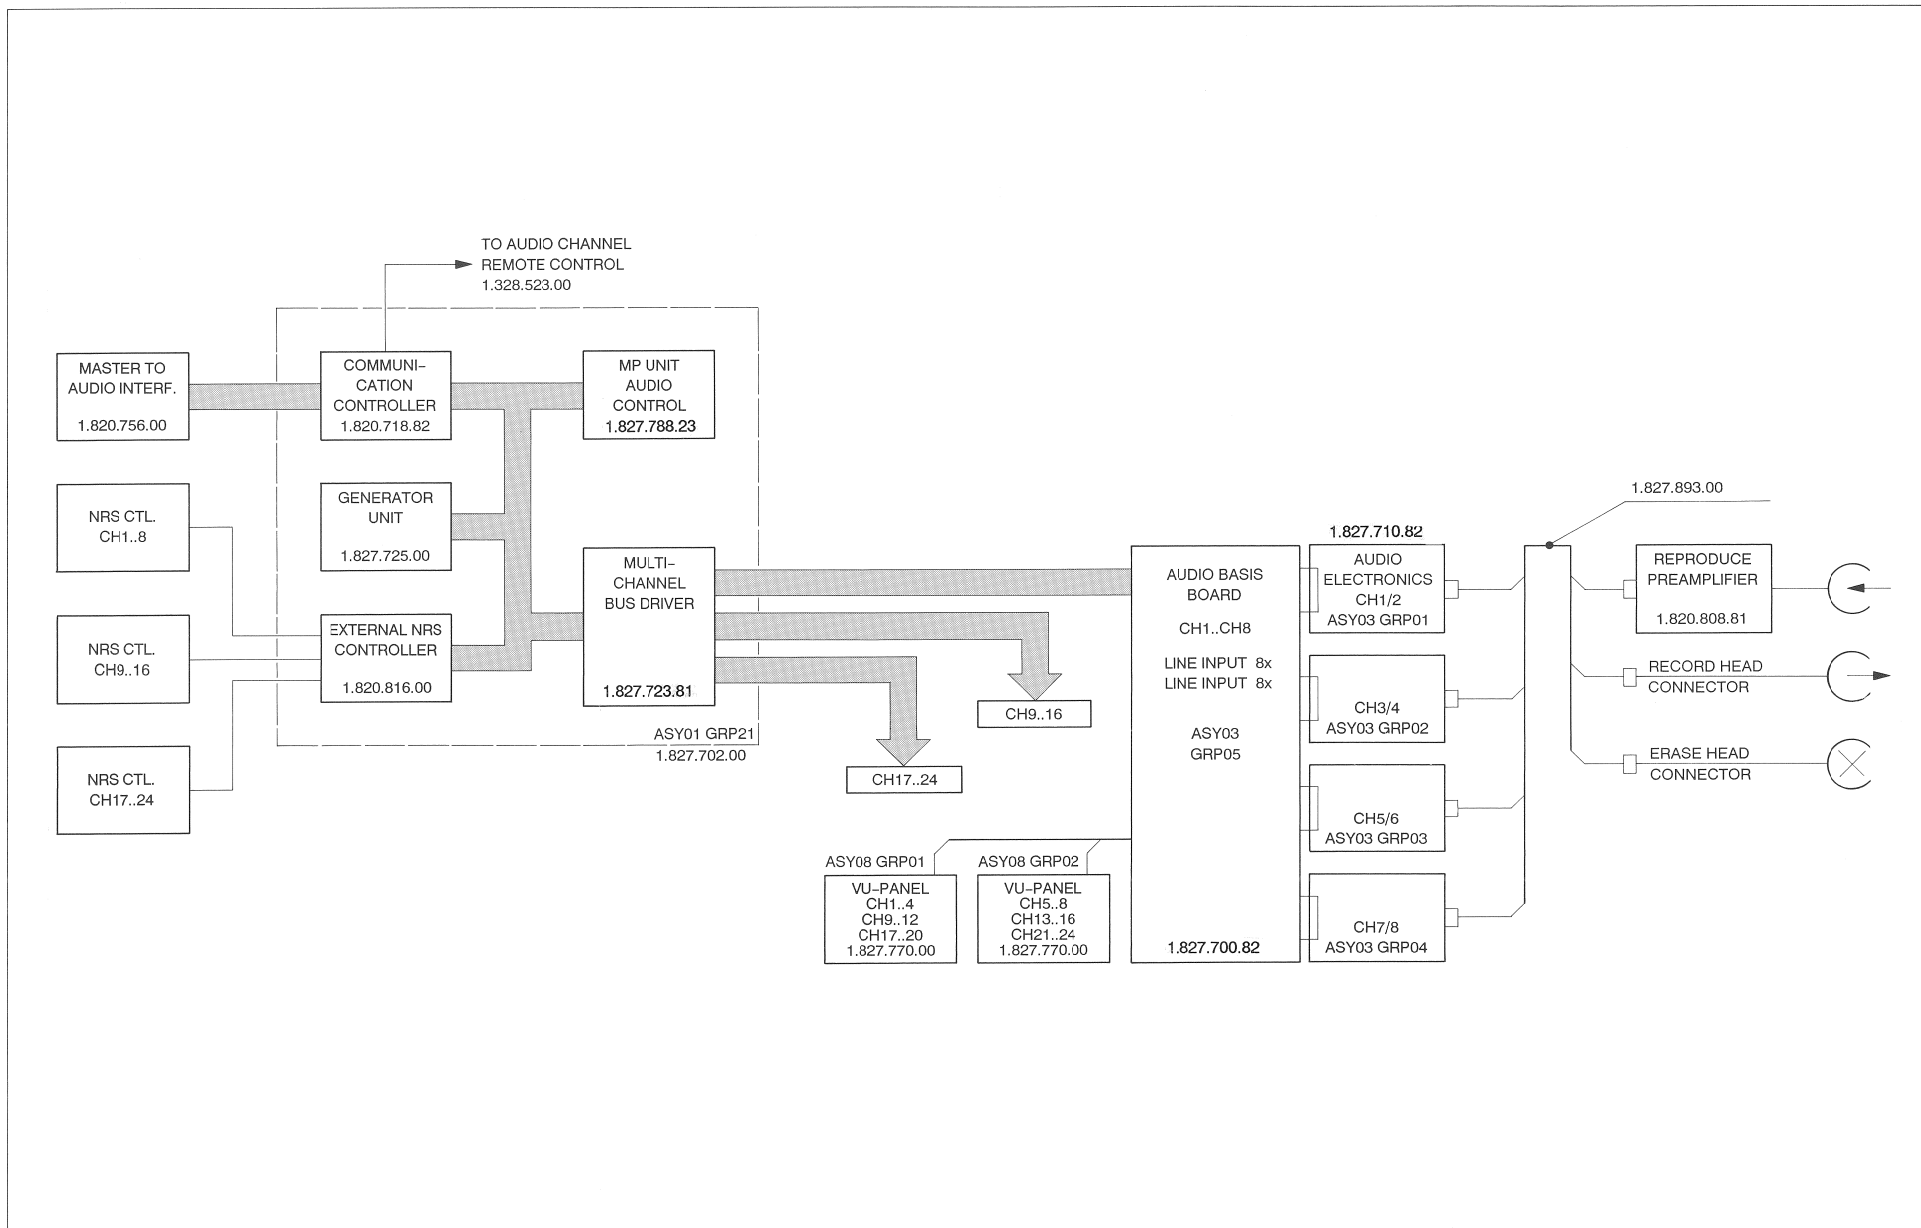 TO AUDIO CHANNEL
REMOTE CONTROL
1.328.523.00
MASTER TO
AUDIO INTERF.
1.820.756.00
COMMUNI–
CATION
CONTROLLER
1.820.718.82
MP UNIT
AUDIO
CONTROL
1.827.788.23
NRS CTL.
CH1..8
GENERATOR
UNIT
1.827.725.00
NRS CTL.
CH9..16
EXTERNAL NRS
CONTROLLER
1.820.816.00
MULTI–
CHANNEL
BUS DRIVER
1.827.723.81
NRS CTL.
CH17..24
ASY01 GRP21
1.827.702.00
CH9..16
CH17..24
ASY08 GRP01
VU–PANEL
CH1..4
CH9..12
CH17..20
1.827.770.00
ASY08 GRP02
VU–PANEL
CH5..8
CH13..16
CH21..24
1.827.770.00
AUDIO BASIS
BOARD
CH1..CH8
LINE INPUT 8x
LINE INPUT 8x
ASY03
GRP05
1.827.700.82
1.827.710.82
AUDIO
ELECTRONICS
CH1/2
ASY03 GRP01
CH3/4
ASY03 GRP02
CH5/6
ASY03 GRP03
CH7/8
ASY03 GRP04
1.827.893.00
REPRODUCE
PREAMPLIFIER
1.820.808.81
RECORD HEAD
CONNECTOR
ERASE HEAD
CONNECTOR